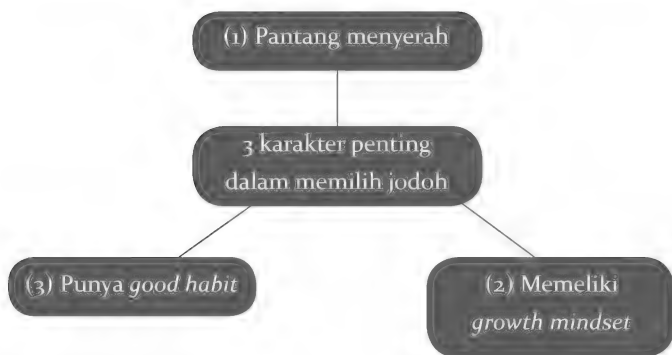 (1) Pantang menyerah
3 karakter penting
dalam memilih jodoh
(3) Punya good habit
(2) Memeliki
growth mindset